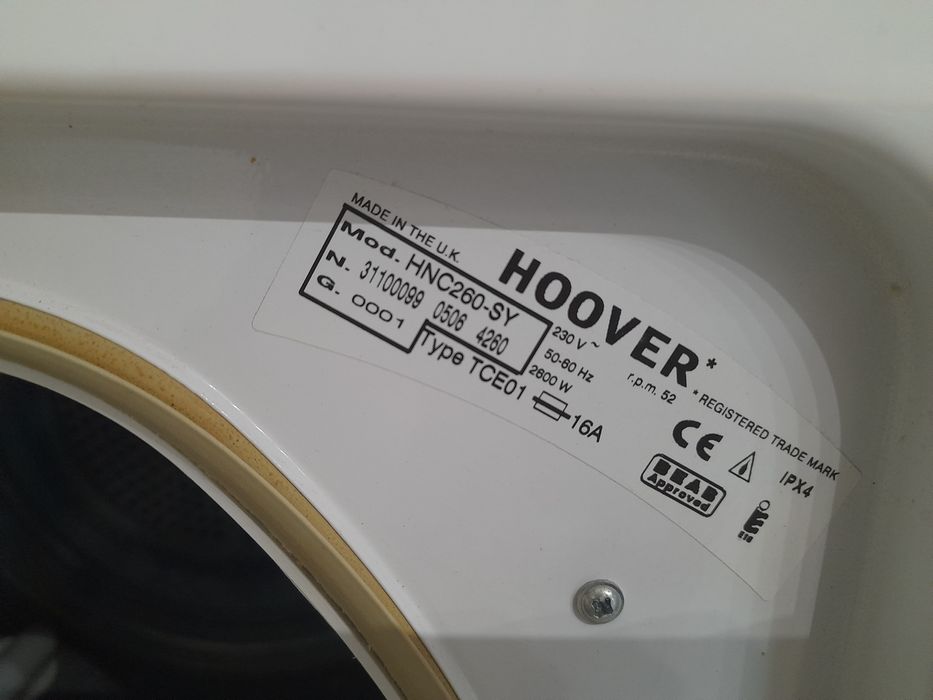 MADE IN THE U.K.
HOOVER*
* REGISTERED TRADE MARK
Mod. HNC260-SY
N. 31100099 0506 4260
G. 0001
Type TCE01
230 V ~
50-60 Hz
2600 W
16A
r.p.m. 52
CE
IPX4
BEAB
Approved